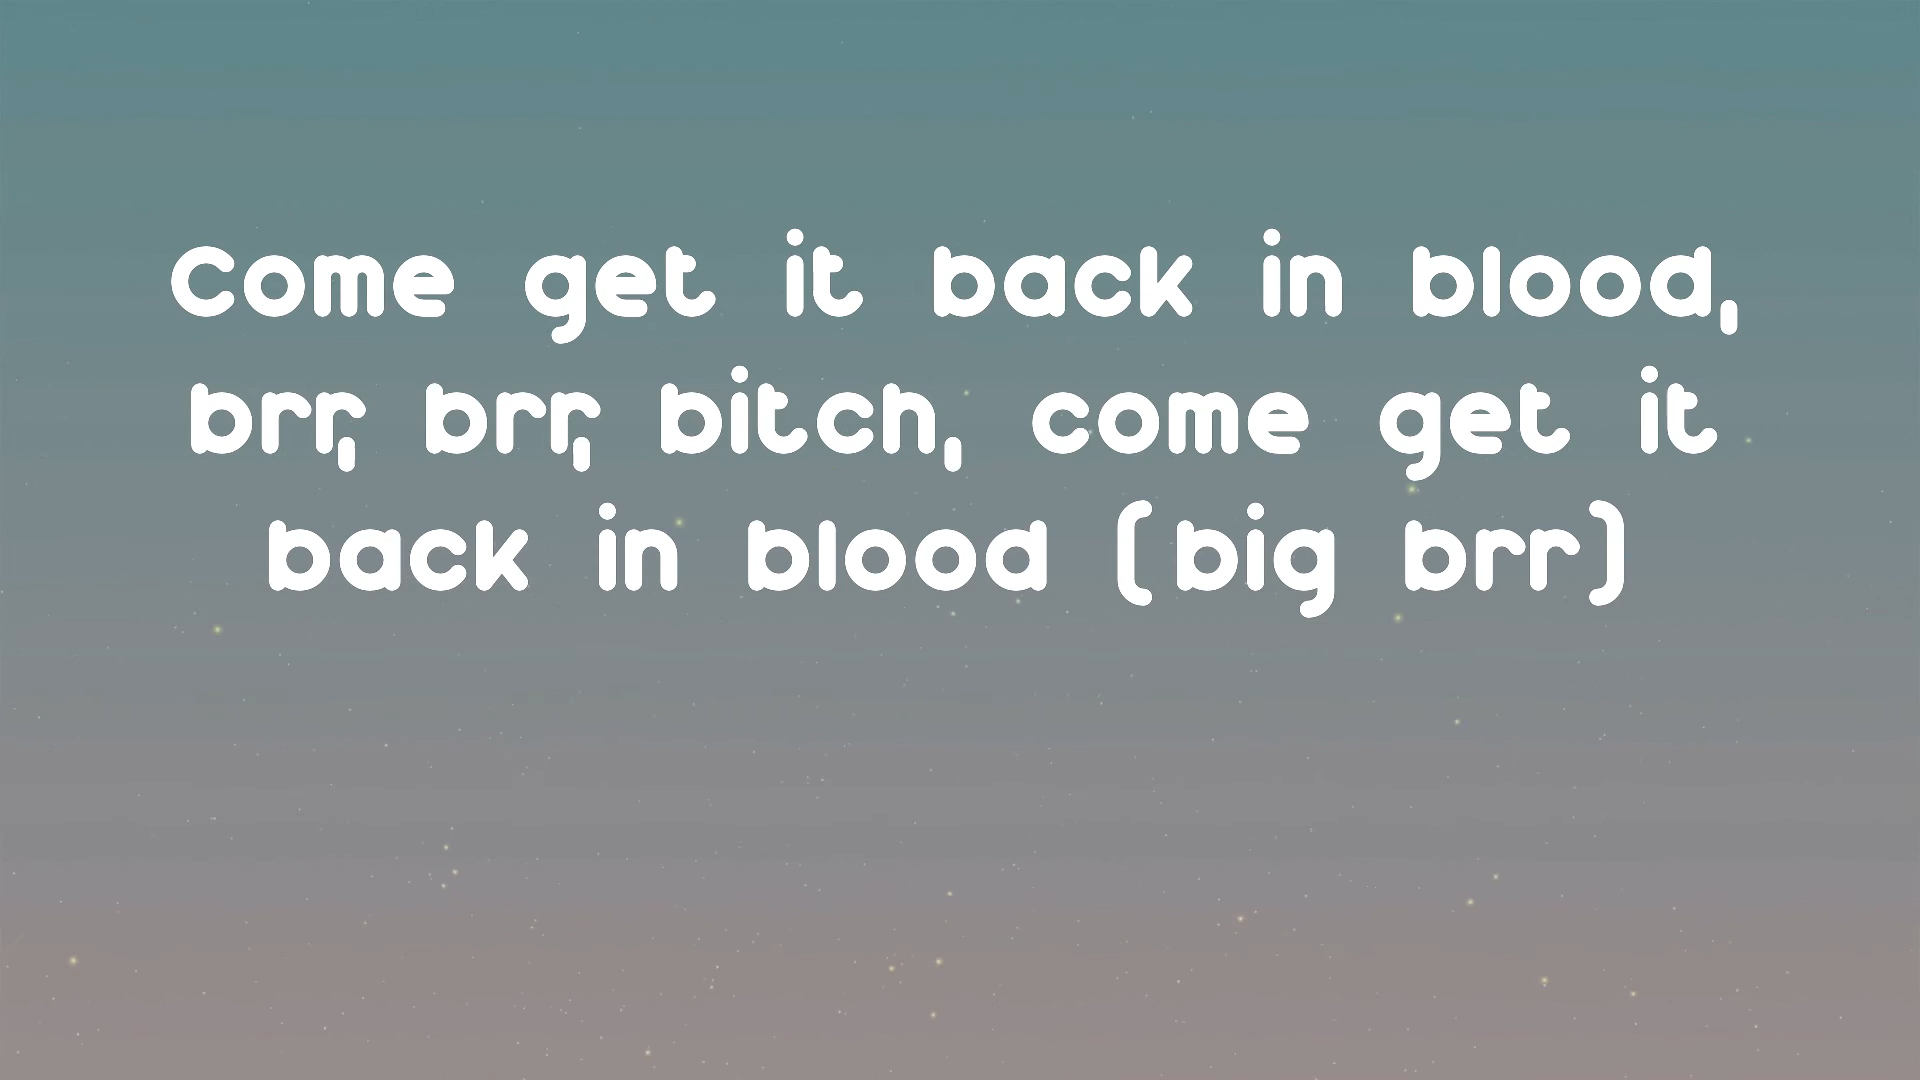 Come get it back in blood,
brr, brr, bitch, come get it
back in blood (big brr)